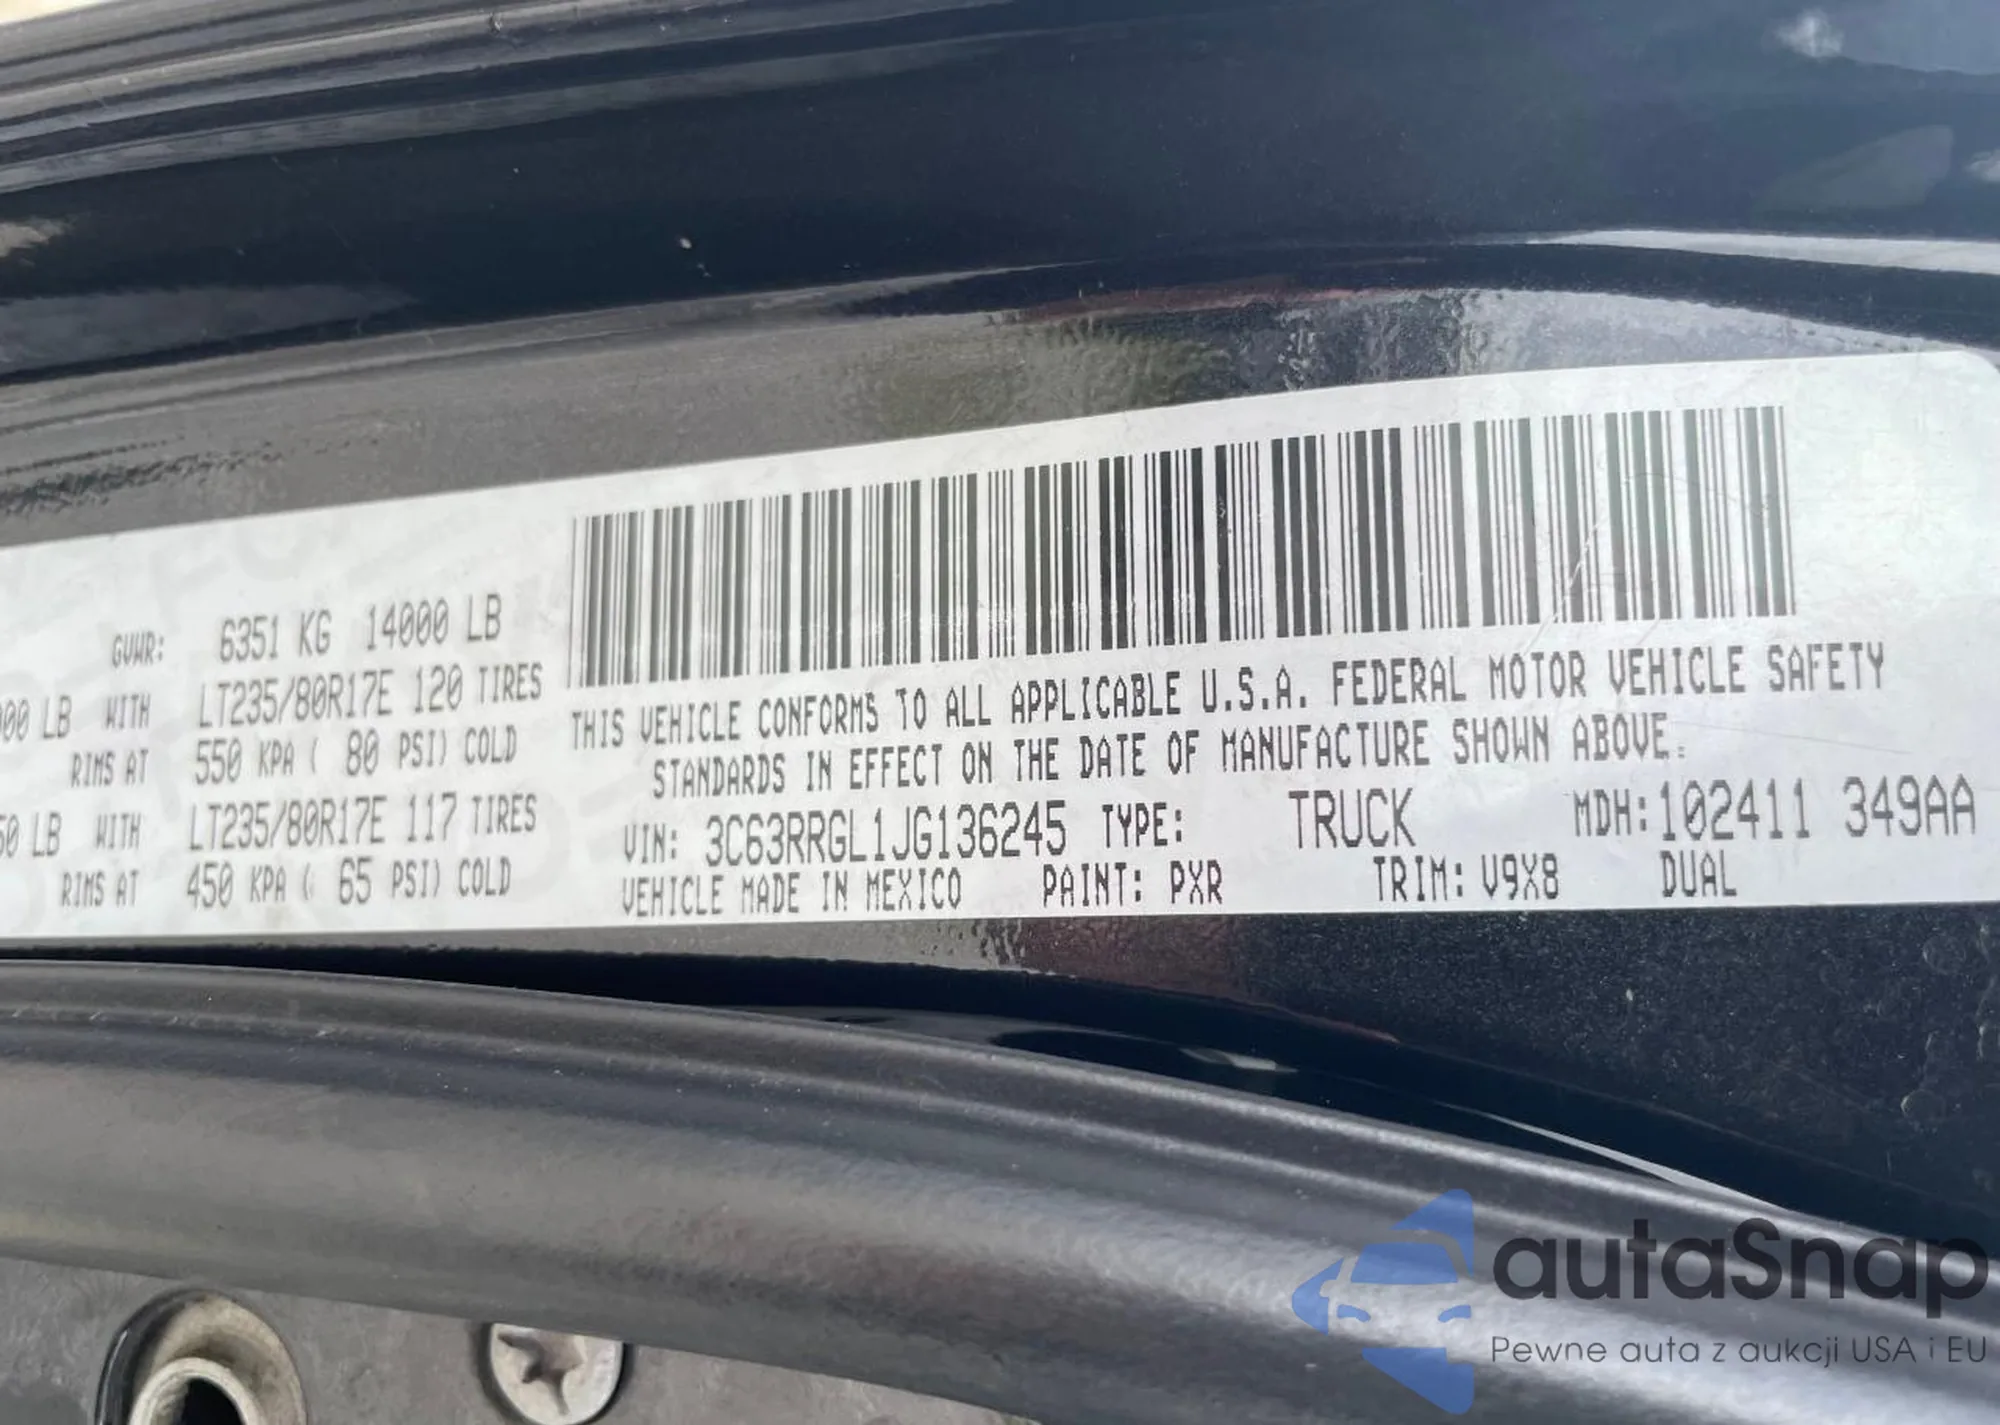 GVWR: 6351 KG 14000 LB
00 LB WITH LT235/80R17E 120 TIRES
RIMS AT 550 KPA ( 80 PSI) COLD
50 LB WITH LT235/80R17E 117 TIRES
RIMS AT 450 KPA ( 65 PSI) COLD
THIS VEHICLE CONFORMS TO ALL APPLICABLE U.S.A. FEDERAL MOTOR VEHICLE SAFETY
STANDARDS IN EFFECT ON THE DATE OF MANUFACTURE SHOWN ABOVE.
VIN: 3C63RRGL1JG136245 TYPE: TRUCK MDH: 102411 349AA
VEHICLE MADE IN MEXICO PAINT: PXR TRIM: V9X8 DUAL
autaSnap
Pewne auta z aukcji USA i EU